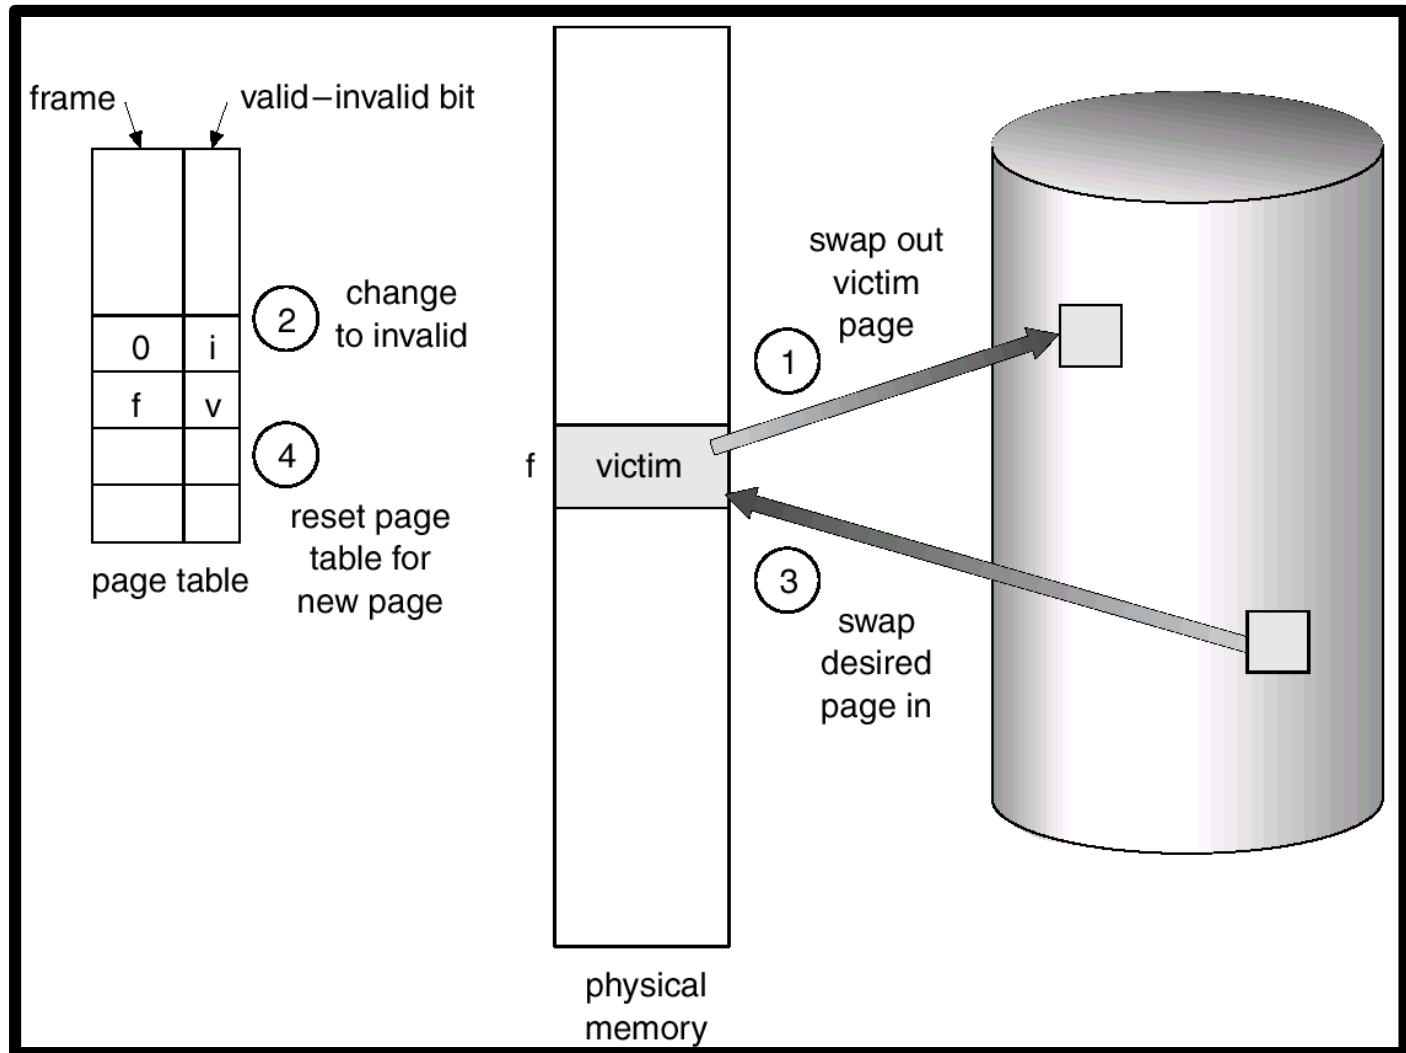 frame
valid–invalid bit
2
change
to invalid
0 i
f v
4
reset page
table for
new page
page table
f
victim
physical
memory
1
swap out
victim
page
3
swap
desired
page in